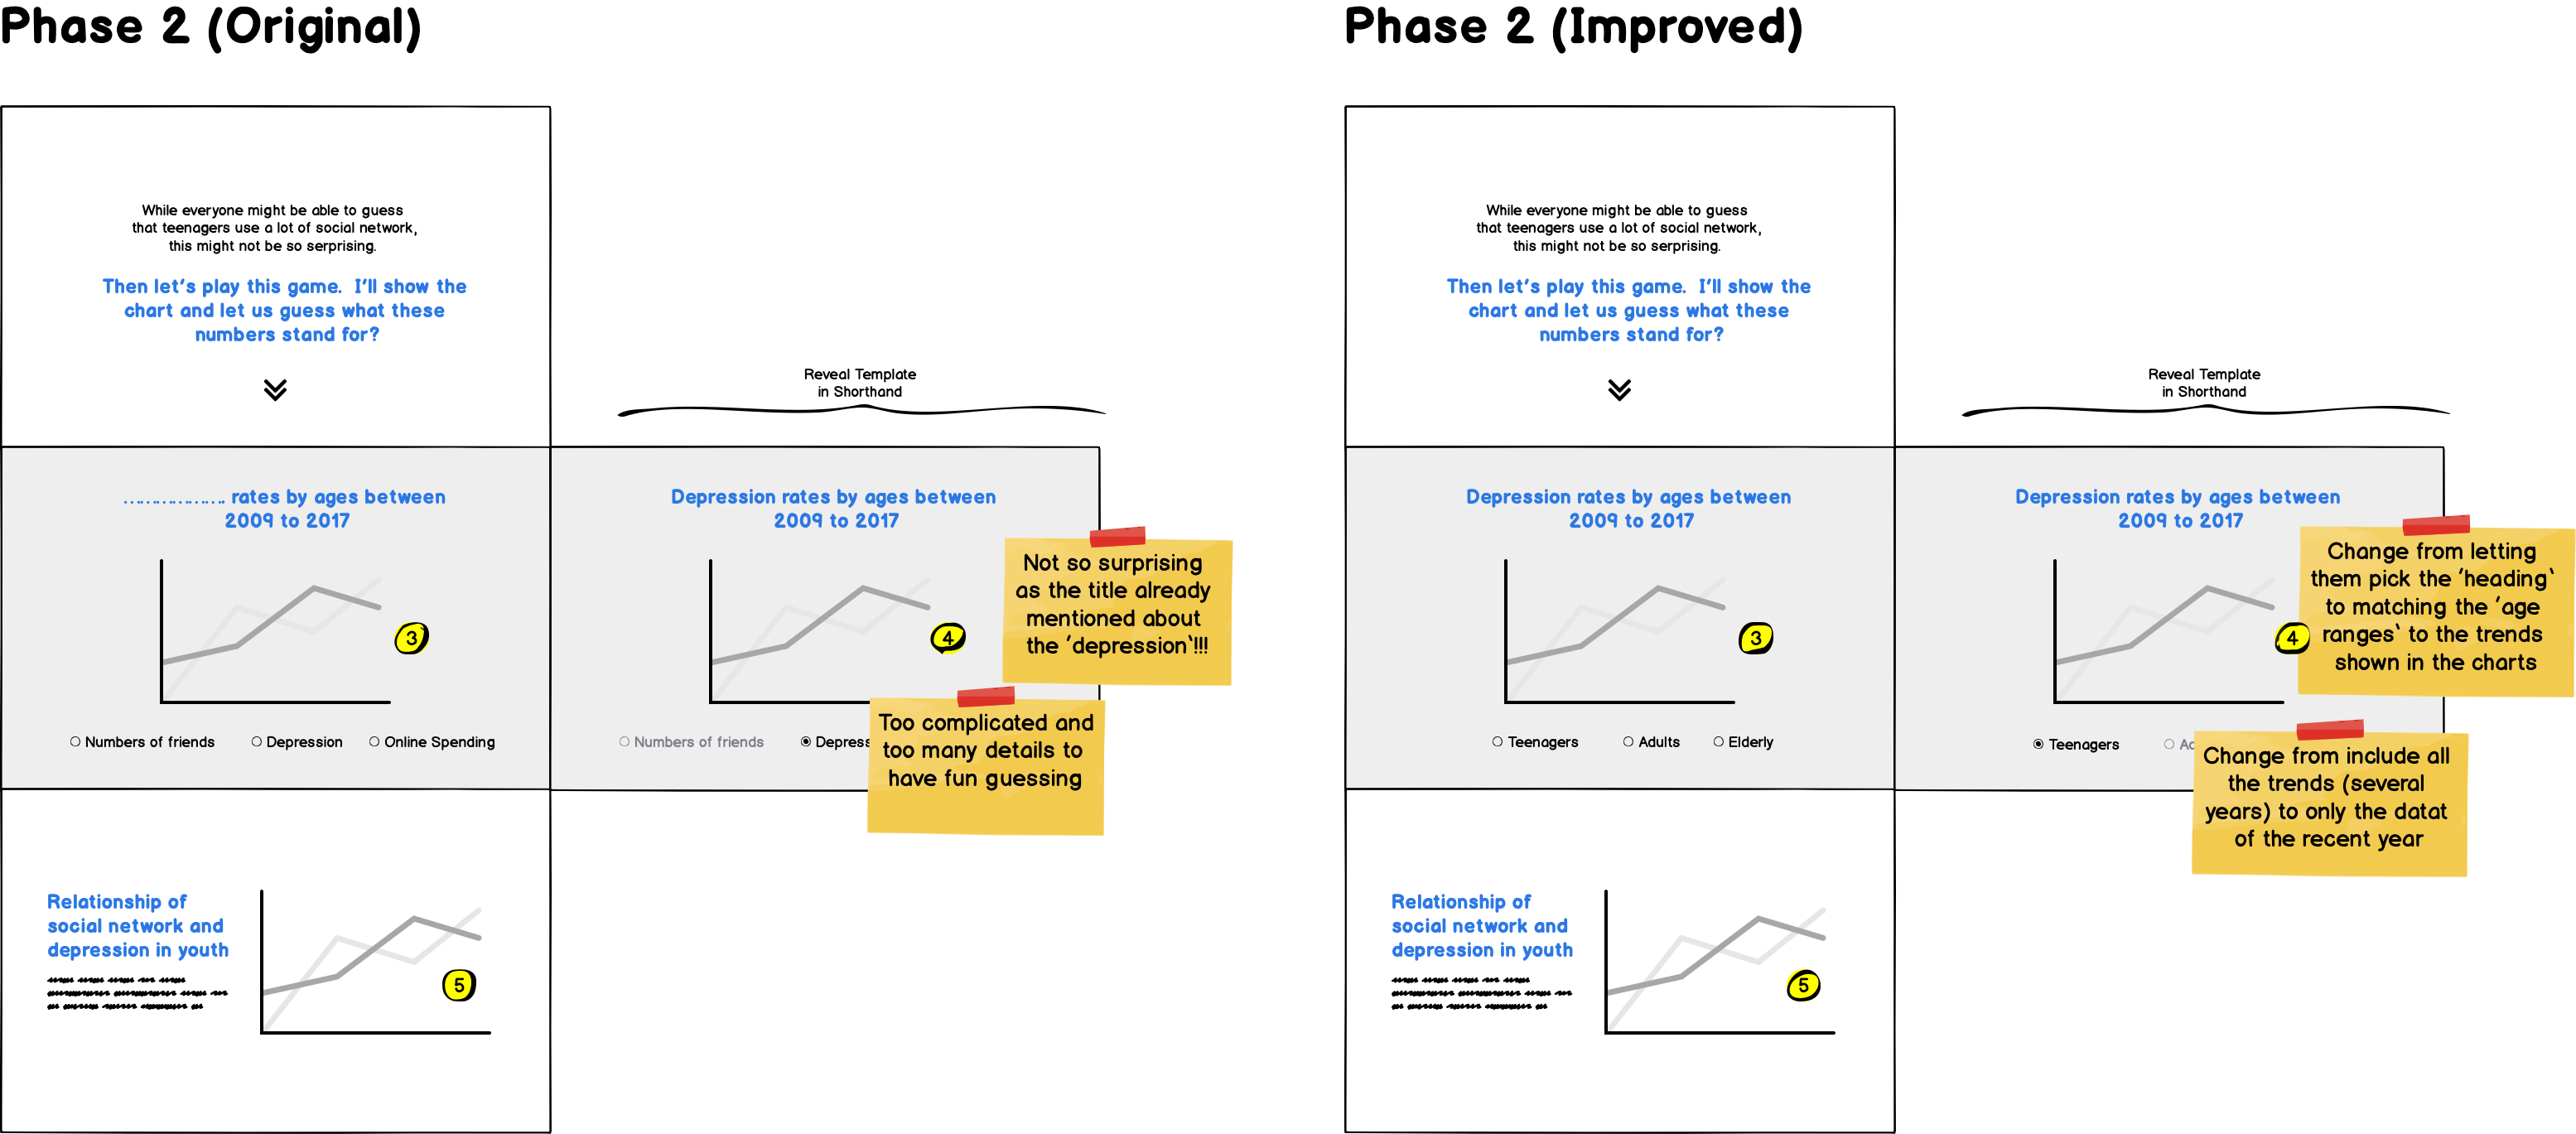 Phase 2 (Original)
While everyone might be able to guess
that teenagers use a lot of social network,
this might not be so serprising.
Then let's play this game. I'll show the
chart and let us guess what these
numbers stand for?
Reveal Template
in Shorthand
.................. rates by ages between
2009 to 2017
3
Numbers of friends
Depression
Online Spending
Depression rates by ages between
2009 to 2017
4
Numbers of friends
Depress
Not so surprising
as the title already
mentioned about
the 'depression'!!!
Too complicated and
too many details to
have fun guessing
Relationship of
social network and
depression in youth
5
Phase 2 (Improved)
While everyone might be able to guess
that teenagers use a lot of social network,
this might not be so serprising.
Then let's play this game. I'll show the
chart and let us guess what these
numbers stand for?
Reveal Template
in Shorthand
Depression rates by ages between
2009 to 2017
3
Teenagers
Adults
Elderly
Depression rates by ages between
2009 to 2017
4
Teenagers
Change from letting
them pick the 'heading'
to matching the 'age
ranges' to the trends
shown in the charts
Change from include all
the trends (several
years) to only the datat
of the recent year
Relationship of
social network and
depression in youth
5